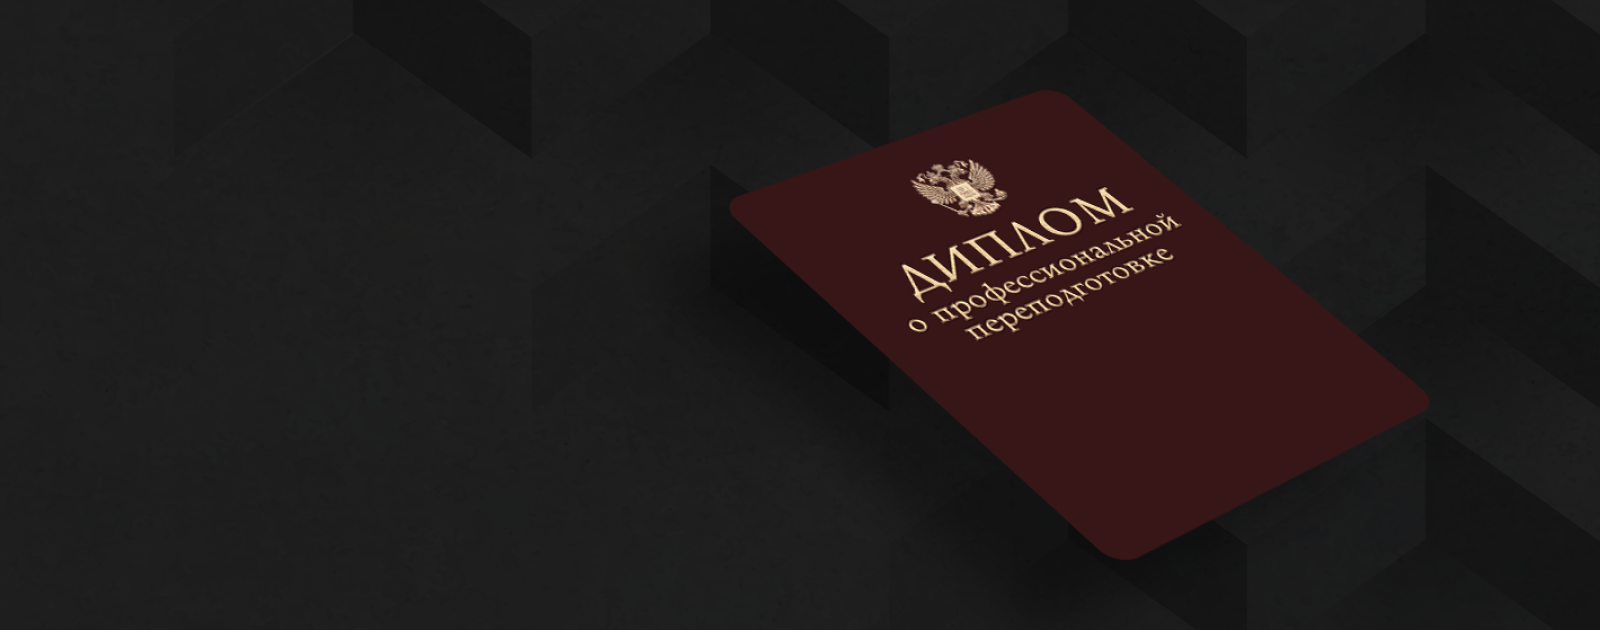 ДИПЛОМ
о профессиональной
переподготовке